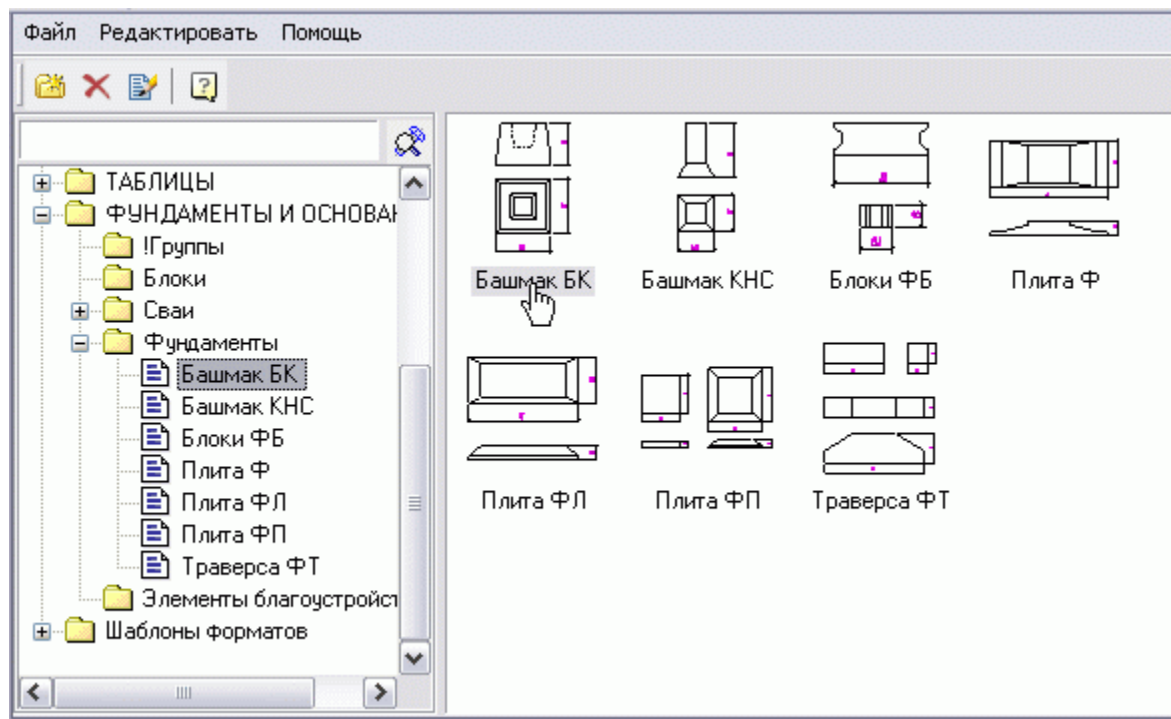 Файл Редактировать Помощь
ТАБЛИЦЫ
ФУНДАМЕНТЫ И ОСНОВАН
!Группы
Блоки
Сваи
Фундаменты
Башмак БК
Башмак КНС
Блоки ФБ
Плита Ф
Плита ФЛ
Плита ФП
Траверса ФТ
Элементы благоустройст
Шаблоны форматов
Башмак БК Башмак КНС Блоки ФБ Плита Ф
Плита ФЛ Плита ФП Траверса ФТ